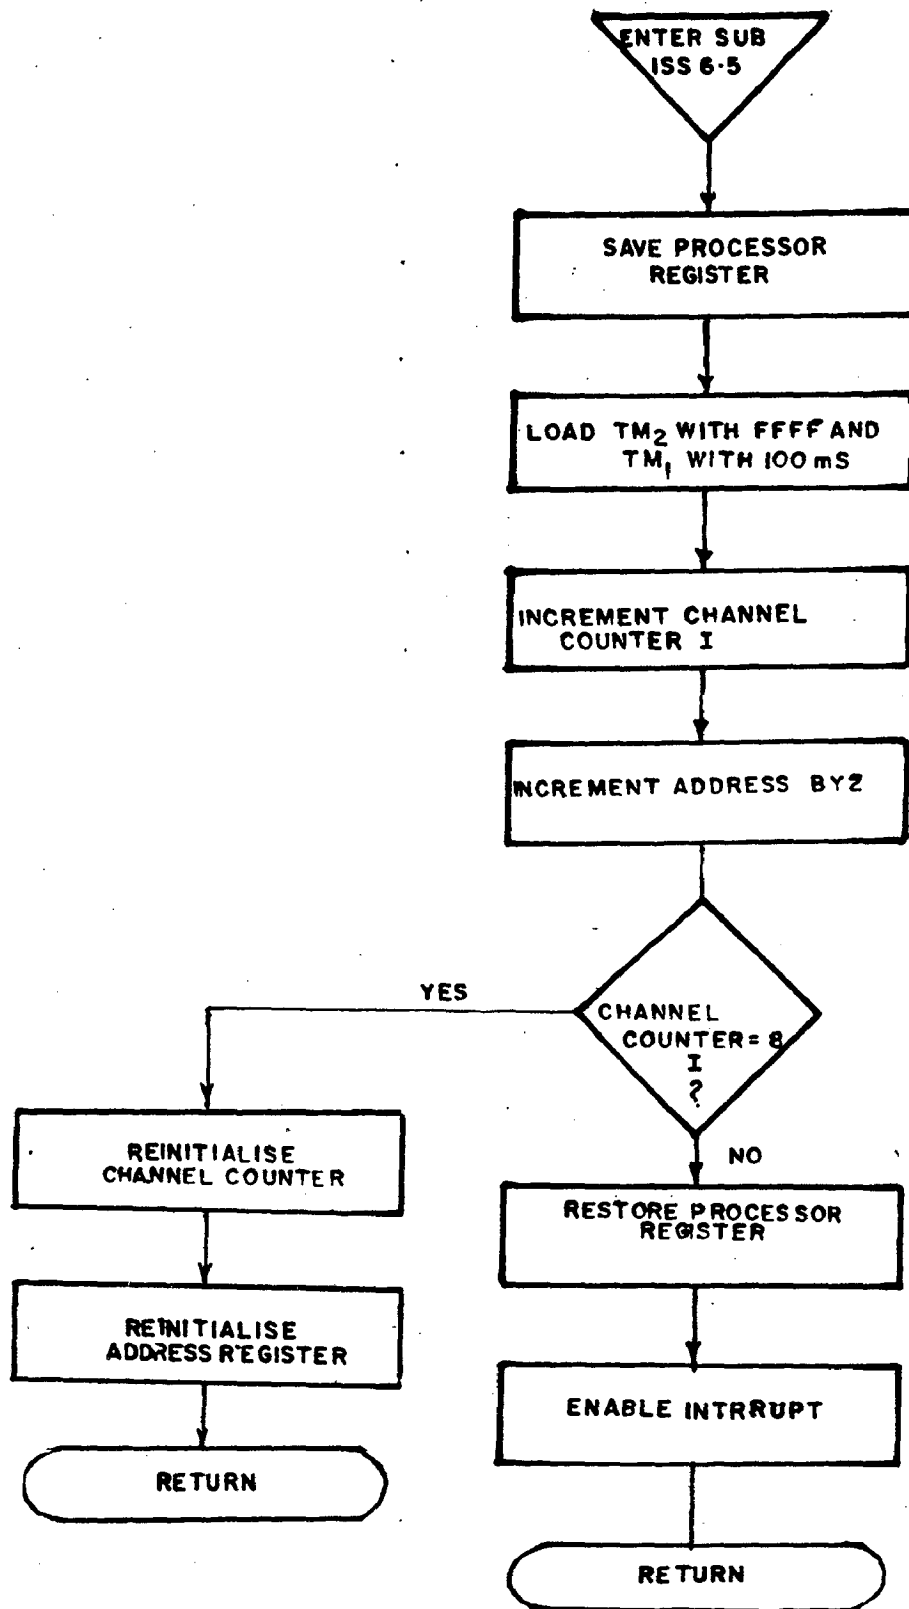 ENTER SUB
ISS 6.5
SAVE PROCESSOR
REGISTER
LOAD TM2 WITH FFFF AND
TM1 WITH 100 mS
INCREMENT CHANNEL
COUNTER I
INCREMENT ADDRESS BY2
YES
CHANNEL
COUNTER = 8
I
?
NO
REINITIALISE
CHANNEL COUNTER
RESTORE PROCESSOR
REGISTER
REINITIALISE
ADDRESS REGISTER
ENABLE INTRRUPT
RETURN
RETURN